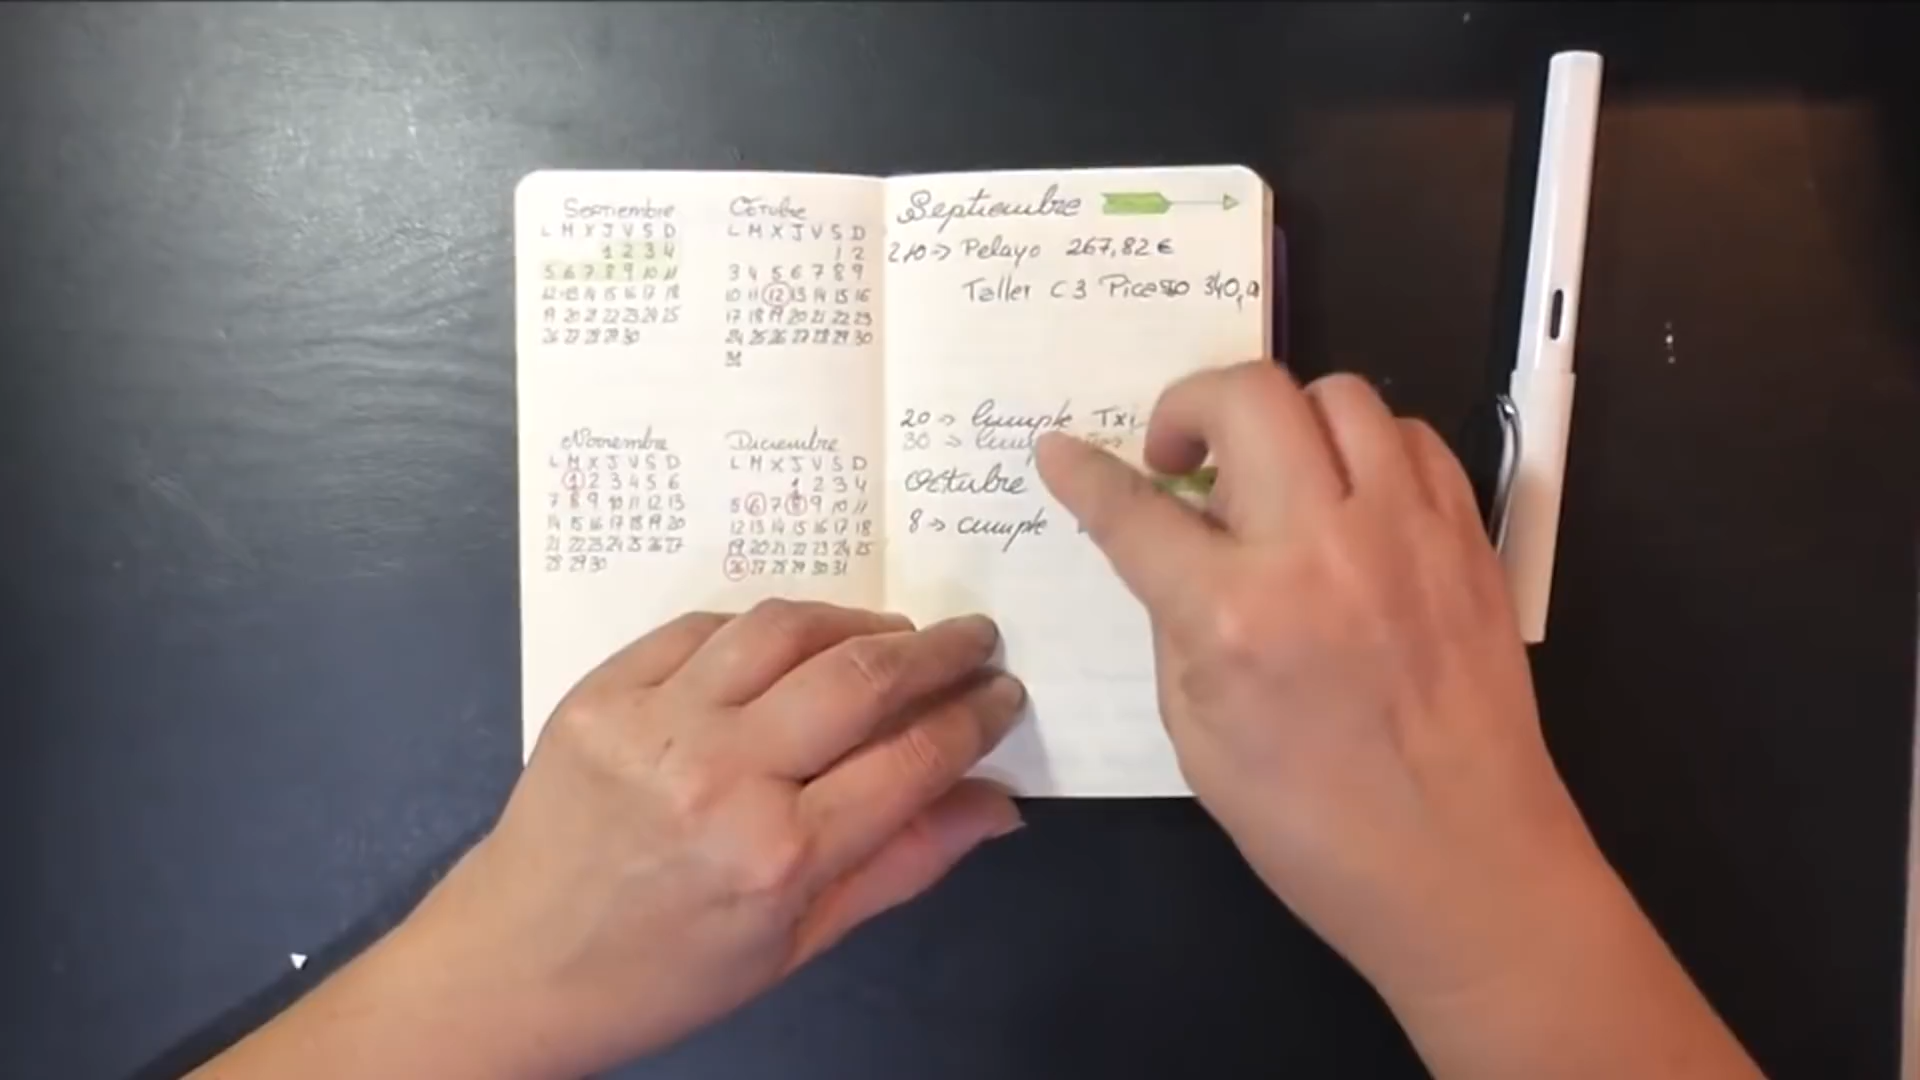 Septiembre
L M X J V S D
1 2 3 4
5 6 7 8 9 10 11
12 13 14 15 16 17 18
19 20 21 22 23 24 25
26 27 28 29 30
Octubre
L M X J V S D
1 2
3 4 5 6 7 8 9
10 11 12 13 14 15 16
17 18 19 20 21 22 23
24 25 26 27 28 29 30
31
Noviembre
L M X J V S D
1 2 3 4 5 6
7 8 9 10 11 12 13
14 15 16 17 18 19 20
21 22 23 24 25 26 27
28 29 30
Diciembre
L M X J V S D
1 2 3 4
5 6 7 8 9 10 11
12 13 14 15 16 17 18
19 20 21 22 23 24 25
26 27 28 29 30 31
Septiembre
Pelayo 267,82 €
Taller C3 Picasso 340,
20 → Cumple
30 →
Octubre
8 → cumple